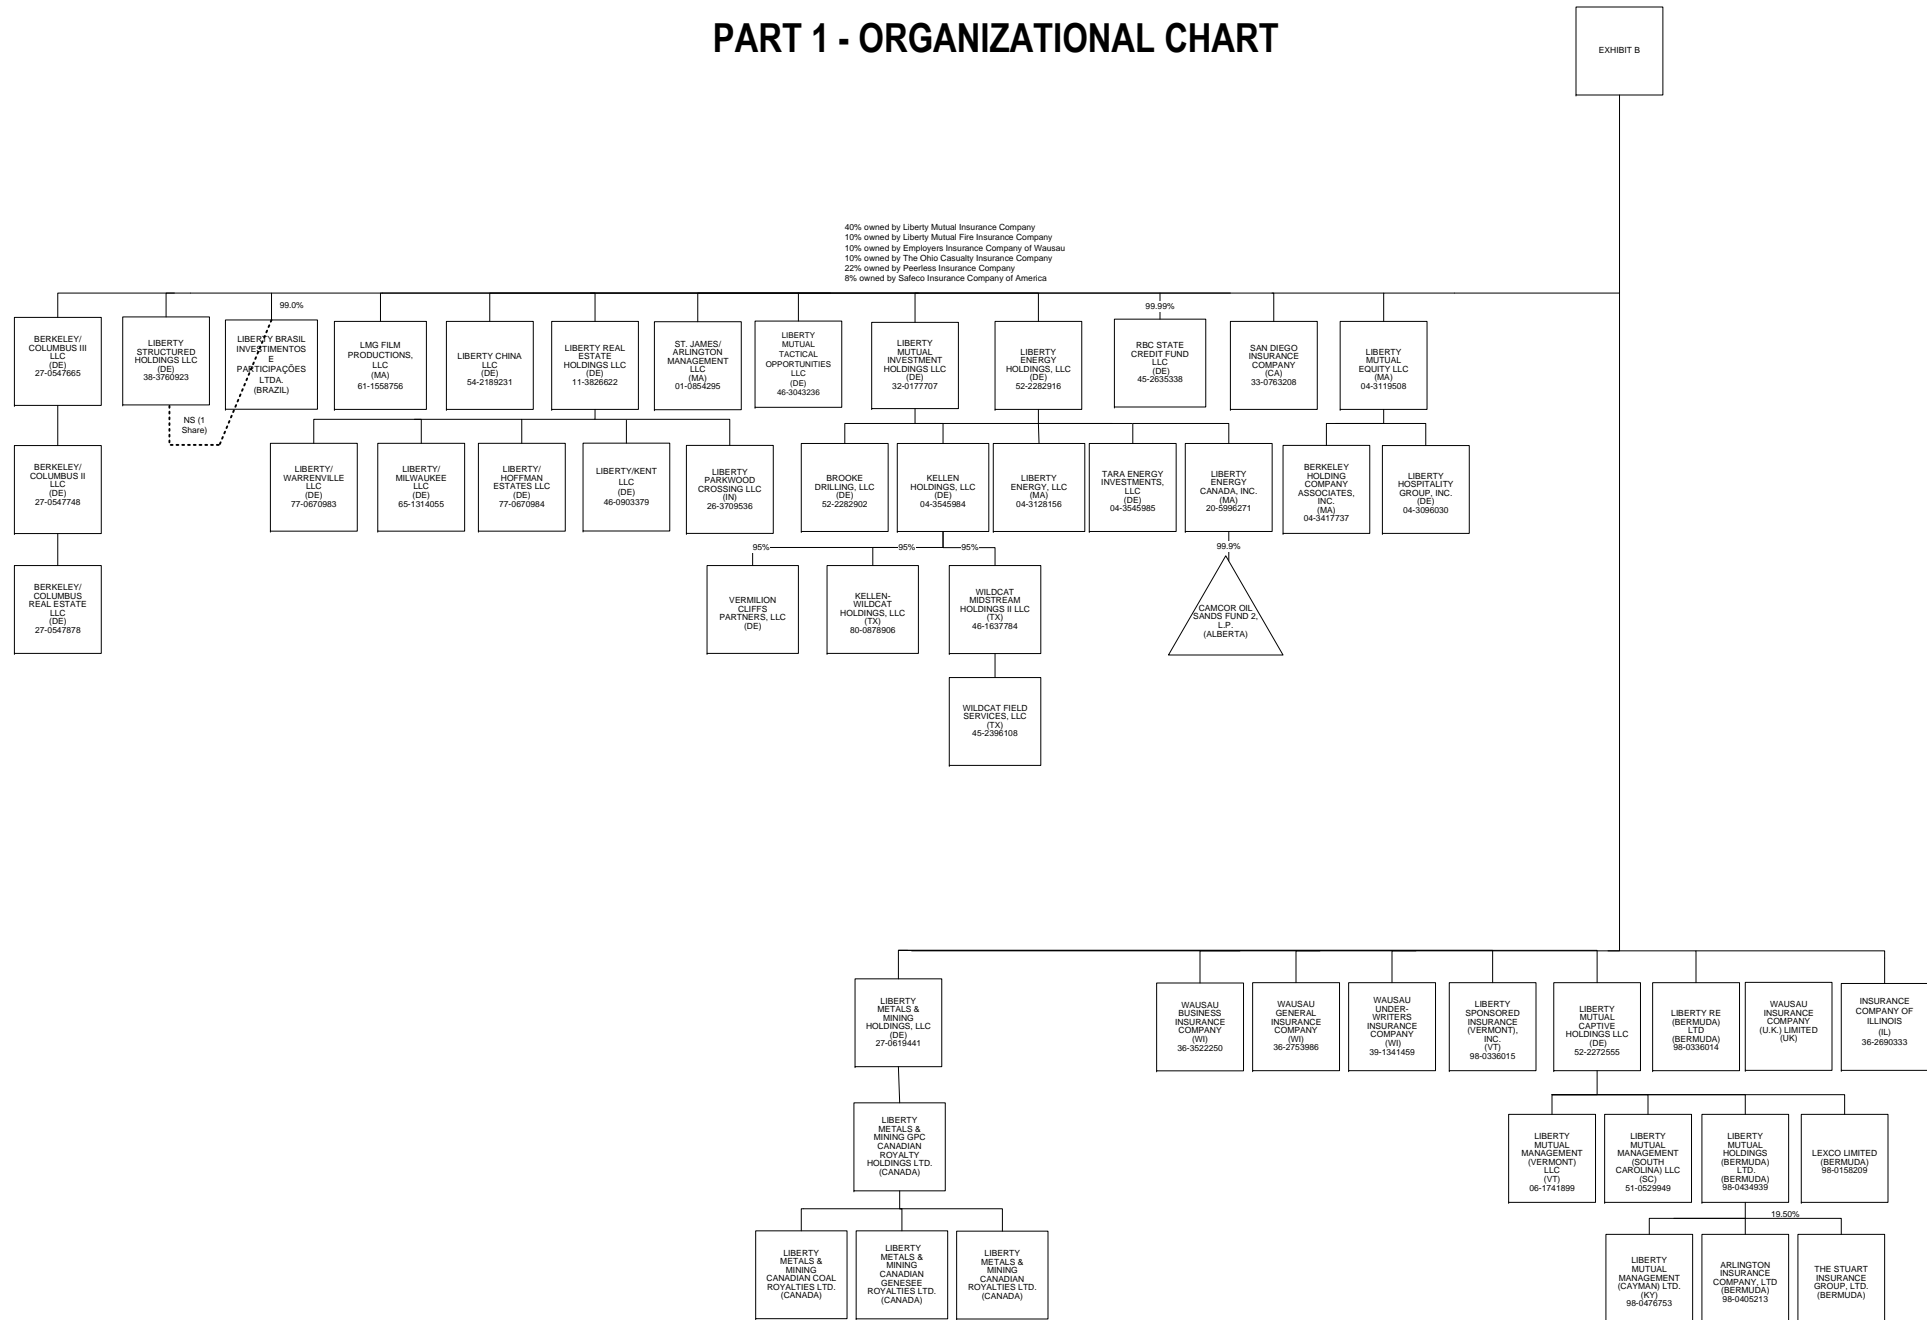 PART 1 - ORGANIZATIONAL CHART
EXHIBIT B
40% owned by Liberty Mutual Insurance Company
10% owned by Liberty Mutual Fire Insurance Company
10% owned by Employers Insurance Company of Wausau
10% owned by The Ohio Casualty Insurance Company
22% owned by Peerless Insurance Company
8% owned by Safeco Insurance Company of America
99.0%
99.99%
BERKELEY/
COLUMBUS III
LLC
(DE)
27-0547665
LIBERTY
STRUCTURED
HOLDINGS LLC
(DE)
38-3760923
LIBERTY BRASIL
INVESTIMENTOS
E
PARTICIPAÇÕES
LTDA.
(BRAZIL)
LMG FILM
PRODUCTIONS,
LLC
(MA)
61-1558756
LIBERTY CHINA
LLC
(DE)
54-2189231
LIBERTY REAL
ESTATE
HOLDINGS LLC
(DE)
11-3826622
ST. JAMES/
ARLINGTON
MANAGEMENT
LLC
(MA)
01-0854295
LIBERTY
MUTUAL
TACTICAL
OPPORTUNITIES
LLC
(DE)
46-3043236
LIBERTY
MUTUAL
INVESTMENT
HOLDINGS LLC
(DE)
32-0177707
LIBERTY
ENERGY
HOLDINGS, LLC
(DE)
52-2282916
RBC STATE
CREDIT FUND
LLC
(DE)
45-2635338
SAN DIEGO
INSURANCE
COMPANY
(CA)
33-0763208
LIBERTY
MUTUAL
EQUITY LLC
(MA)
04-3119508
NS (1
Share)
BERKELEY/
COLUMBUS II
LLC
(DE)
27-0547748
LIBERTY/
WARRENVILLE
LLC
(DE)
77-0670983
LIBERTY/
MILWAUKEE
LLC
(DE)
65-1314055
LIBERTY/
HOFFMAN
ESTATES LLC
(DE)
77-0670984
LIBERTY/KENT
LLC
(DE)
46-0903379
LIBERTY
PARKWOOD
CROSSING LLC
(IN)
26-3709536
BROOKE
DRILLING, LLC
(DE)
52-2282902
KELLEN
HOLDINGS, LLC
(DE)
04-3545984
LIBERTY
ENERGY, LLC
(MA)
04-3128156
TARA ENERGY
INVESTMENTS,
LLC
(DE)
04-3545985
LIBERTY
ENERGY
CANADA, INC.
(MA)
20-5996271
BERKELEY
HOLDING
COMPANY
ASSOCIATES,
INC.
(MA)
04-3417737
LIBERTY
HOSPITALITY
GROUP, INC.
(DE)
04-3096030
95%
95%
95%
99.9%
BERKELEY/
COLUMBUS
REAL ESTATE
LLC
(DE)
27-0547878
VERMILION
CLIFFS
PARTNERS, LLC
(DE)
KELLEN-
WILDCAT
HOLDINGS, LLC
(TX)
80-0878906
WILDCAT
MIDSTREAM
HOLDINGS II LLC
(TX)
46-1637784
CAMCOR OIL
SANDS FUND 2,
L.P.
(ALBERTA)
WILDCAT FIELD
SERVICES, LLC
(TX)
45-2396108
LIBERTY
METALS &
MINING
HOLDINGS, LLC
(DE)
27-0619441
WAUSAU
BUSINESS
INSURANCE
COMPANY
(WI)
36-3522250
WAUSAU
GENERAL
INSURANCE
COMPANY
(WI)
36-2753986
WAUSAU
UNDER-
WRITERS
INSURANCE
COMPANY
(WI)
39-1341459
LIBERTY
SPONSORED
INSURANCE
(VERMONT),
INC.
(VT)
98-0336015
LIBERTY
MUTUAL
CAPTIVE
HOLDINGS LLC
(DE)
52-2272555
LIBERTY RE
(BERMUDA)
LTD
(BERMUDA)
98-0336014
WAUSAU
INSURANCE
COMPANY
(U.K.) LIMITED
(UK)
INSURANCE
COMPANY OF
ILLINOIS
(IL)
36-2690333
LIBERTY
METALS &
MINING GPC
CANADIAN
ROYALTY
HOLDINGS LTD.
(CANADA)
LIBERTY
MUTUAL
MANAGEMENT
(VERMONT)
LLC
(VT)
06-1741899
LIBERTY
MUTUAL
MANAGEMENT
(SOUTH
CAROLINA) LLC
(SC)
51-0529949
LIBERTY
MUTUAL
HOLDINGS
(BERMUDA)
LTD.
(BERMUDA)
98-0434939
LEXCO LIMITED
(BERMUDA)
98-0158209
19.50%
LIBERTY
METALS &
MINING
CANADIAN COAL
ROYALTIES LTD.
(CANADA)
LIBERTY
METALS &
MINING
CANADIAN
GENESEE
ROYALTIES LTD.
(CANADA)
LIBERTY
METALS &
MINING
CANADIAN
ROYALTIES LTD.
(CANADA)
LIBERTY
MUTUAL
MANAGEMENT
(CAYMAN) LTD.
(KY)
98-0476753
ARLINGTON
INSURANCE
COMPANY, LTD
(BERMUDA)
98-0405213
THE STUART
INSURANCE
GROUP, LTD.
(BERMUDA)